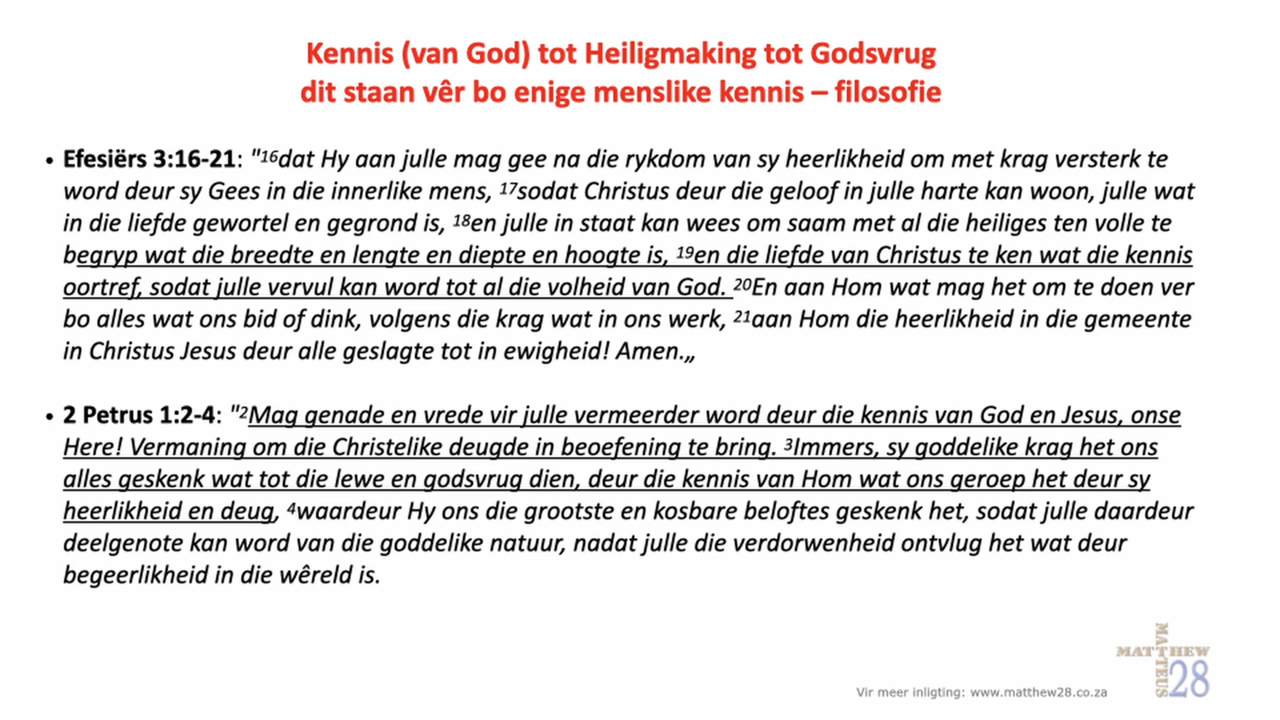 Kennis (van God) tot Heiligmaking tot Godsvrug
dit staan vêr bo enige menslike kennis – filosofie
• Efesiërs 3:16-21: "16dat Hy aan julle mag gee na die rykdom van sy heerlikheid om met krag versterk te
word deur sy Gees in die innerlike mens, 17sodat Christus deur die geloof in julle harte kan woon, julle wat
in die liefde gewortel en gegrond is, 18en julle in staat kan wees om saam met al die heiliges ten volle te
begryp wat die breedte en lengte en diepte en hoogte is, 19en die liefde van Christus te ken wat die kennis
oortref, sodat julle vervul kan word tot al die volheid van God. 20En aan Hom wat mag het om te doen ver
bo alles wat ons bid of dink, volgens die krag wat in ons werk, 21aan Hom die heerlikheid in die gemeente
in Christus Jesus deur alle geslagte tot in ewigheid! Amen.„
• 2 Petrus 1:2-4: "2Mag genade en vrede vir julle vermeerder word deur die kennis van God en Jesus, onse
Here! Vermaning om die Christelike deugde in beoefening te bring. 3Immers, sy goddelike krag het ons
alles geskenk wat tot die lewe en godsvrug dien, deur die kennis van Hom wat ons geroep het deur sy
heerlikheid en deug, 4waardeur Hy ons die grootste en kosbare beloftes geskenk het, sodat julle daardeur
deelgenote kan word van die goddelike natuur, nadat julle die verdorwenheid ontvlug het wat deur
begeerlikheid in die wêreld is.
MATTHEW
MATTEUS
28
Vir meer inligting: www.matthew28.co.za